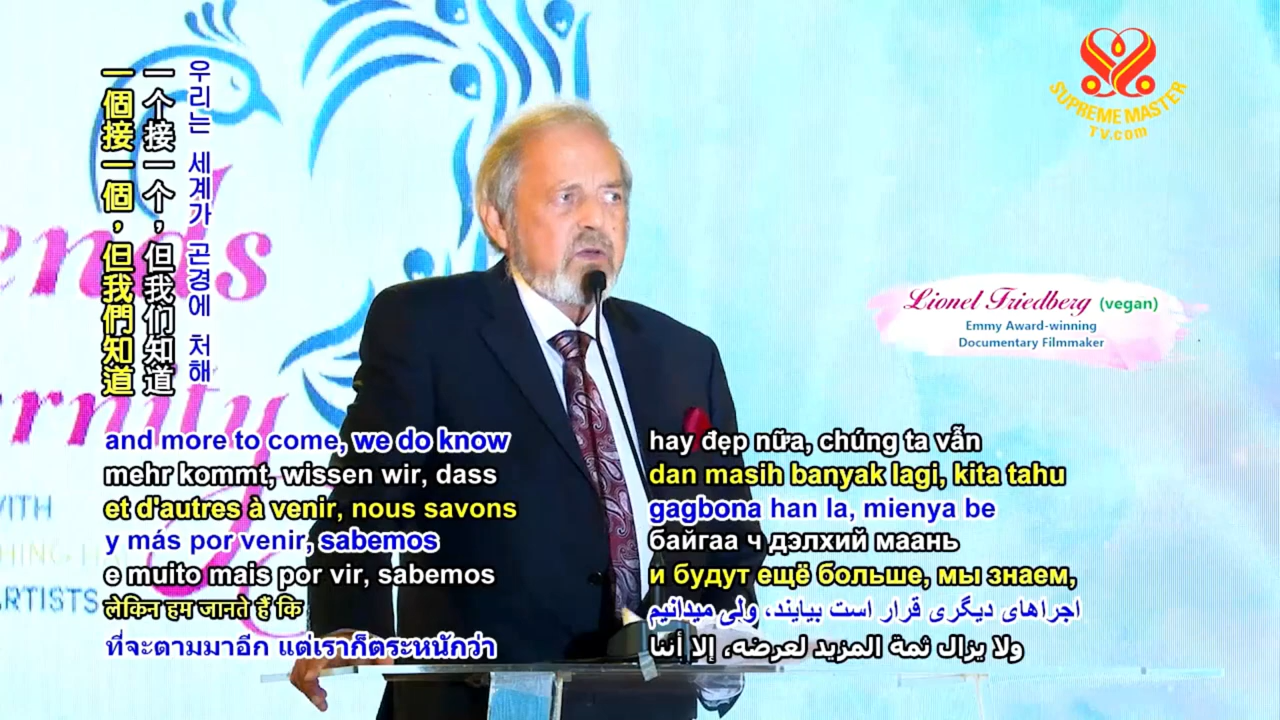 一個接一個，但我們知道
一个接一个，但我们知道
우리는 세계가 곤경에 처해
SUPREME MASTER
TV.com
Lionel Friedberg (vegan)
Emmy Award-winning
Documentary Filmmaker
ends
ernity
WITH
ARTISTS
and more to come, we do know
mehr kommt, wissen wir, dass
et d'autres à venir, nous savons
y más por venir, sabemos
e muito mais por vir, sabemos
लेकिन हम जानते हैं कि
ที่จะตามมาอีก แต่เราก็ตระหนักว่า
hay đẹp nữa, chúng ta vẫn
dan masih banyak lagi, kita tahu
gagbona han la, mienya be
байгаа ч дэлхий маань
и будут ещё больше, мы знаем,
اجراهای دیگری قرار است بیایند، ولی میدانیم
ولا يزال ثمة المزيد لعرضه، إلا أننا